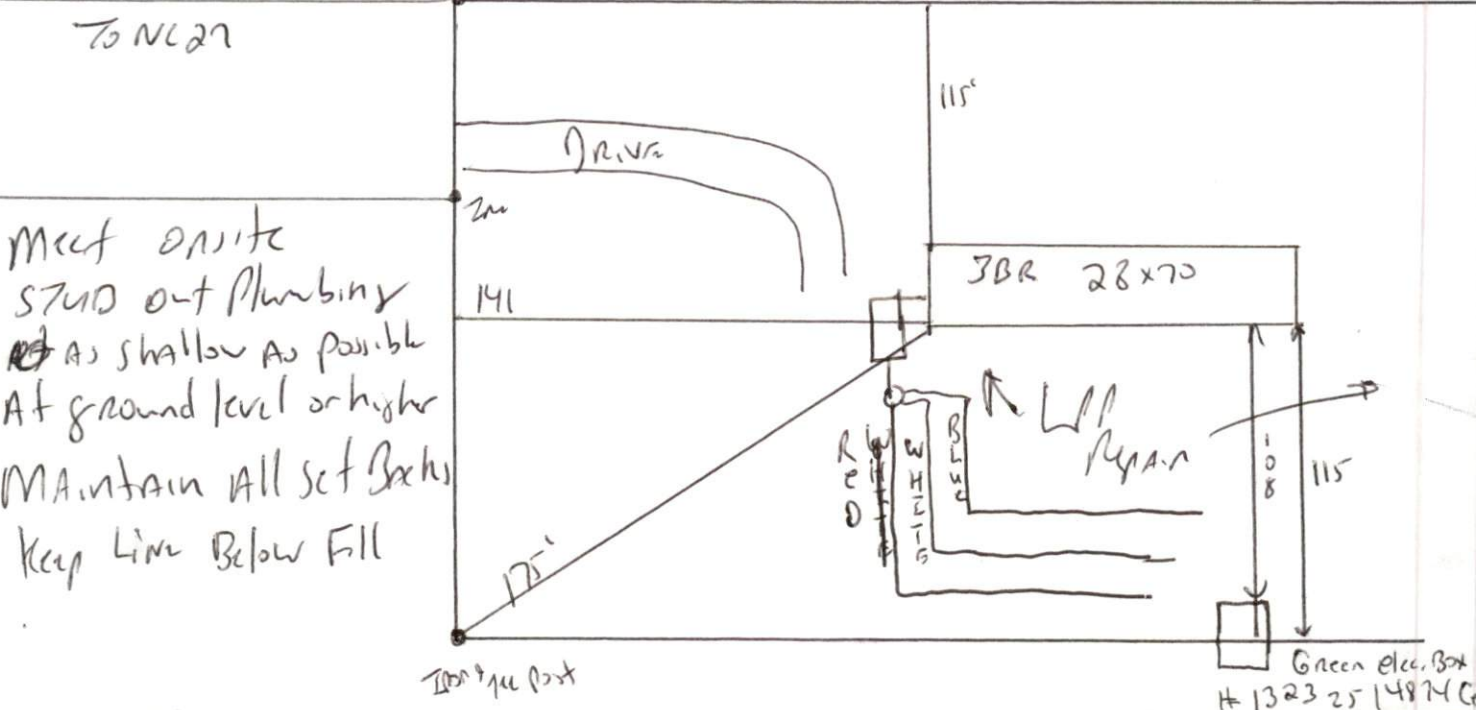 To NC 27
115'
DRIVE
Meet onsite
STUB out Plumbing
As shallow As possible
At ground level or higher
MAintAin All set Backs
Keep Line Below Fill
141
3BR 28x70
RED
WHITE
BLUE
LPP
Repair
108
115
175'
Iron post
Green elec. Box